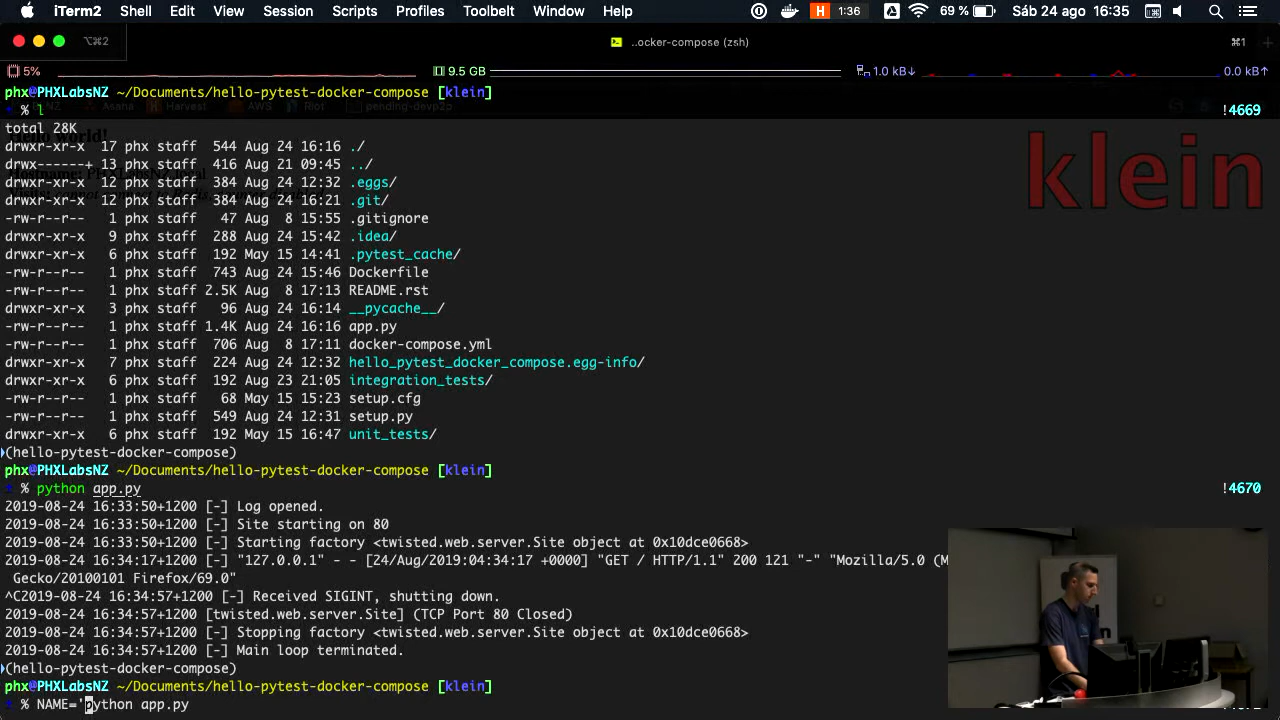 iTerm2 Shell Edit View Session Scripts Profiles Toolbelt Window Help H 1:36 69 % Sáb 24 ago 16:35
⌥⌘2 ..ocker-compose (zsh) ⌘1
5% 9.5 GB 1.0 kB↓ 0.0 kB↑
phx@PHXLabsNZ ~/Documents/hello-pytest-docker-compose [klein]
% l !4669
total 28K
drwxr-xr-x 17 phx staff 544 Aug 24 16:16 ./
drwx------+ 13 phx staff 416 Aug 21 09:45 ../
drwxr-xr-x 12 phx staff 384 Aug 24 12:32 .eggs/
drwxr-xr-x 12 phx staff 384 Aug 24 16:21 .git/
-rw-r--r-- 1 phx staff 47 Aug 8 15:55 .gitignore
drwxr-xr-x 9 phx staff 288 Aug 24 15:42 .idea/
drwxr-xr-x 6 phx staff 192 May 15 14:41 .pytest_cache/
-rw-r--r-- 1 phx staff 743 Aug 24 15:46 Dockerfile
-rw-r--r-- 1 phx staff 2.5K Aug 8 17:13 README.rst
drwxr-xr-x 3 phx staff 96 Aug 24 16:14 __pycache__/
-rw-r--r-- 1 phx staff 1.4K Aug 24 16:16 app.py
-rw-r--r-- 1 phx staff 706 Aug 8 17:11 docker-compose.yml
drwxr-xr-x 7 phx staff 224 Aug 24 12:32 hello_pytest_docker_compose.egg-info/
drwxr-xr-x 6 phx staff 192 Aug 23 21:05 integration_tests/
-rw-r--r-- 1 phx staff 68 May 15 15:23 setup.cfg
-rw-r--r-- 1 phx staff 549 Aug 24 12:31 setup.py
drwxr-xr-x 6 phx staff 192 May 15 16:47 unit_tests/
klein
(hello-pytest-docker-compose)
phx@PHXLabsNZ ~/Documents/hello-pytest-docker-compose [klein]
% python app.py !4670
2019-08-24 16:33:50+1200 [-] Log opened.
2019-08-24 16:33:50+1200 [-] Site starting on 80
2019-08-24 16:33:50+1200 [-] Starting factory <twisted.web.server.Site object at 0x10dce0668>
2019-08-24 16:34:17+1200 [-] "127.0.0.1" - - [24/Aug/2019:04:34:17 +0000] "GET / HTTP/1.1" 200 121 "-" "Mozilla/5.0 (M
Gecko/20100101 Firefox/69.0"
^C2019-08-24 16:34:57+1200 [-] Received SIGINT, shutting down.
2019-08-24 16:34:57+1200 [twisted.web.server.Site] (TCP Port 80 Closed)
2019-08-24 16:34:57+1200 [-] Stopping factory <twisted.web.server.Site object at 0x10dce0668>
2019-08-24 16:34:57+1200 [-] Main loop terminated.
(hello-pytest-docker-compose)
phx@PHXLabsNZ ~/Documents/hello-pytest-docker-compose [klein]
% NAME='python app.py